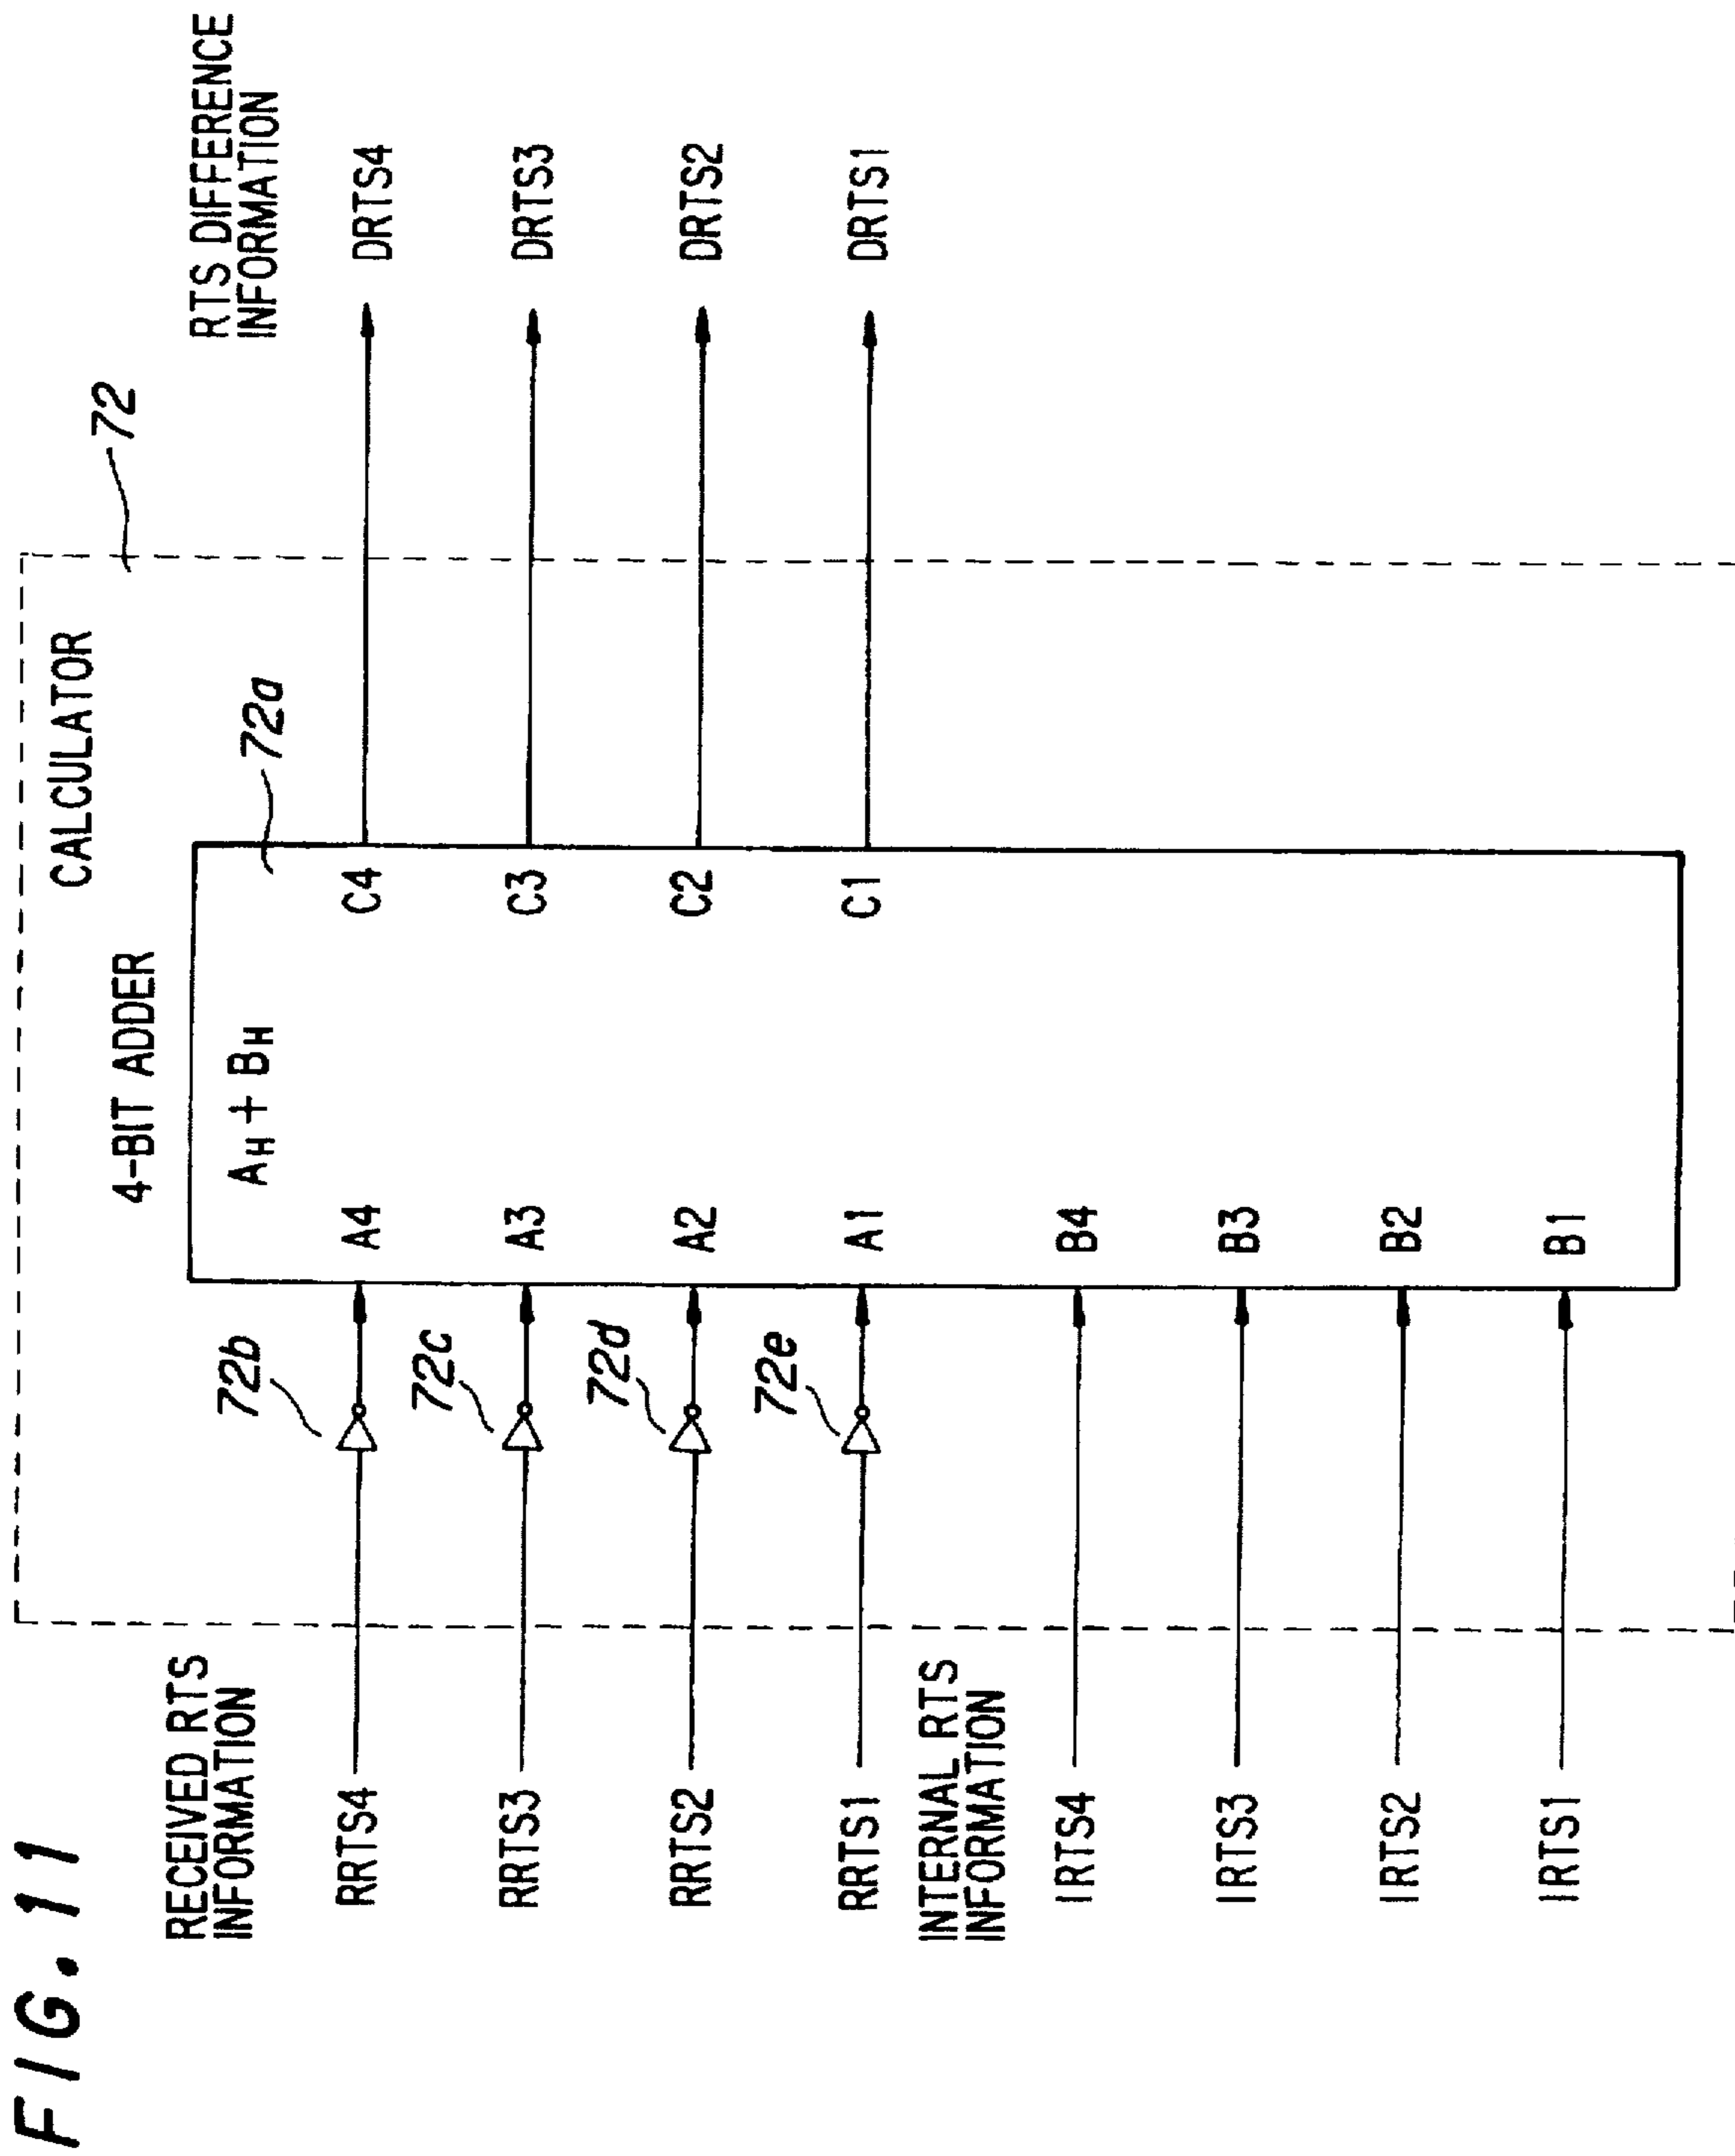 FIG. 11
CALCULATOR
72
4-BIT ADDER
72a
RECEIVED RTS
INFORMATION
RTS DIFFERENCE
INFORMATION
AH + BH
RRTS4
72b
A4
C4
DRTS4
RRTS3
72c
A3
C3
DRTS3
RRTS2
72d
A2
C2
DRTS2
RRTS1
72e
A1
C1
DRTS1
INTERNAL RTS
INFORMATION
IRTS4
B4
IRTS3
B3
IRTS2
B2
IRTS1
B1